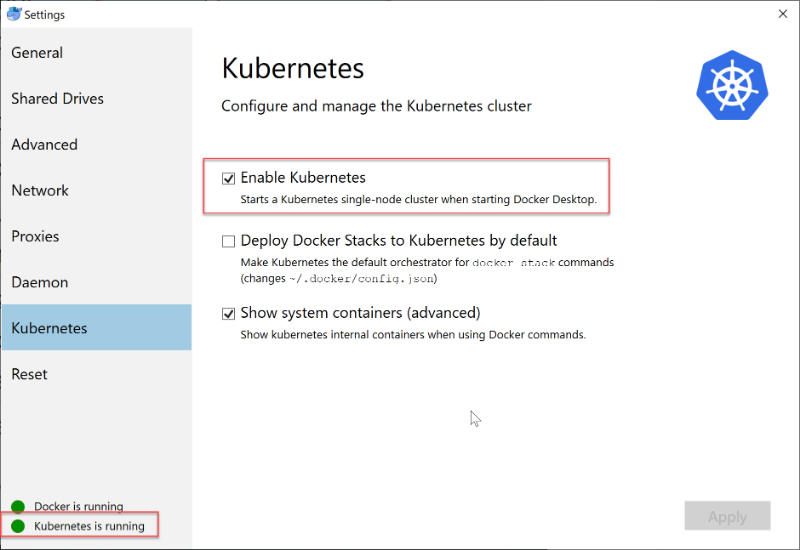 Settings
General
Shared Drives
Advanced
Network
Proxies
Daemon
Kubernetes
Reset
Docker is running
Kubernetes is running
Kubernetes
Configure and manage the Kubernetes cluster
Enable Kubernetes
Starts a Kubernetes single-node cluster when starting Docker Desktop.
Deploy Docker Stacks to Kubernetes by default
Make Kubernetes the default orchestrator for docker stack commands
(changes ~/.docker/config.json)
Show system containers (advanced)
Show kubernetes internal containers when using Docker commands.
Apply